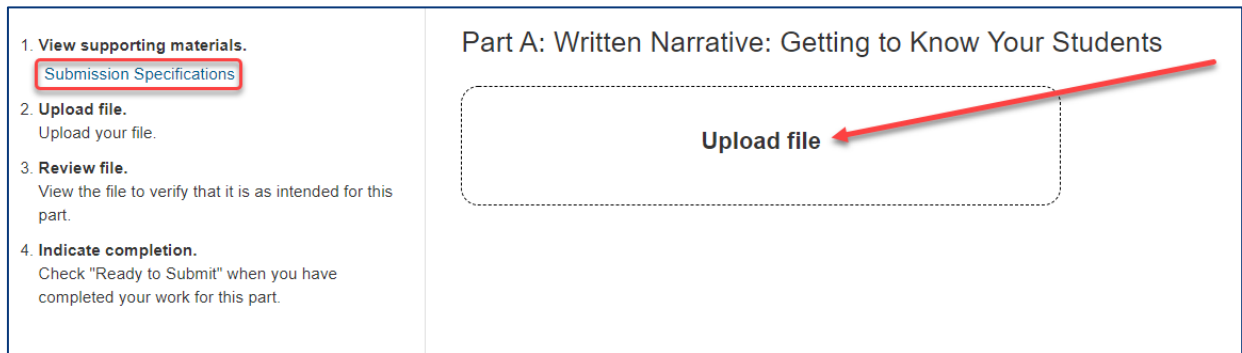 1. View supporting materials.
Submission Specifications
2. Upload file.
Upload your file.
3. Review file.
View the file to verify that it is as intended for this
part.
4. Indicate completion.
Check "Ready to Submit" when you have
completed your work for this part.
Part A: Written Narrative: Getting to Know Your Students
Upload file